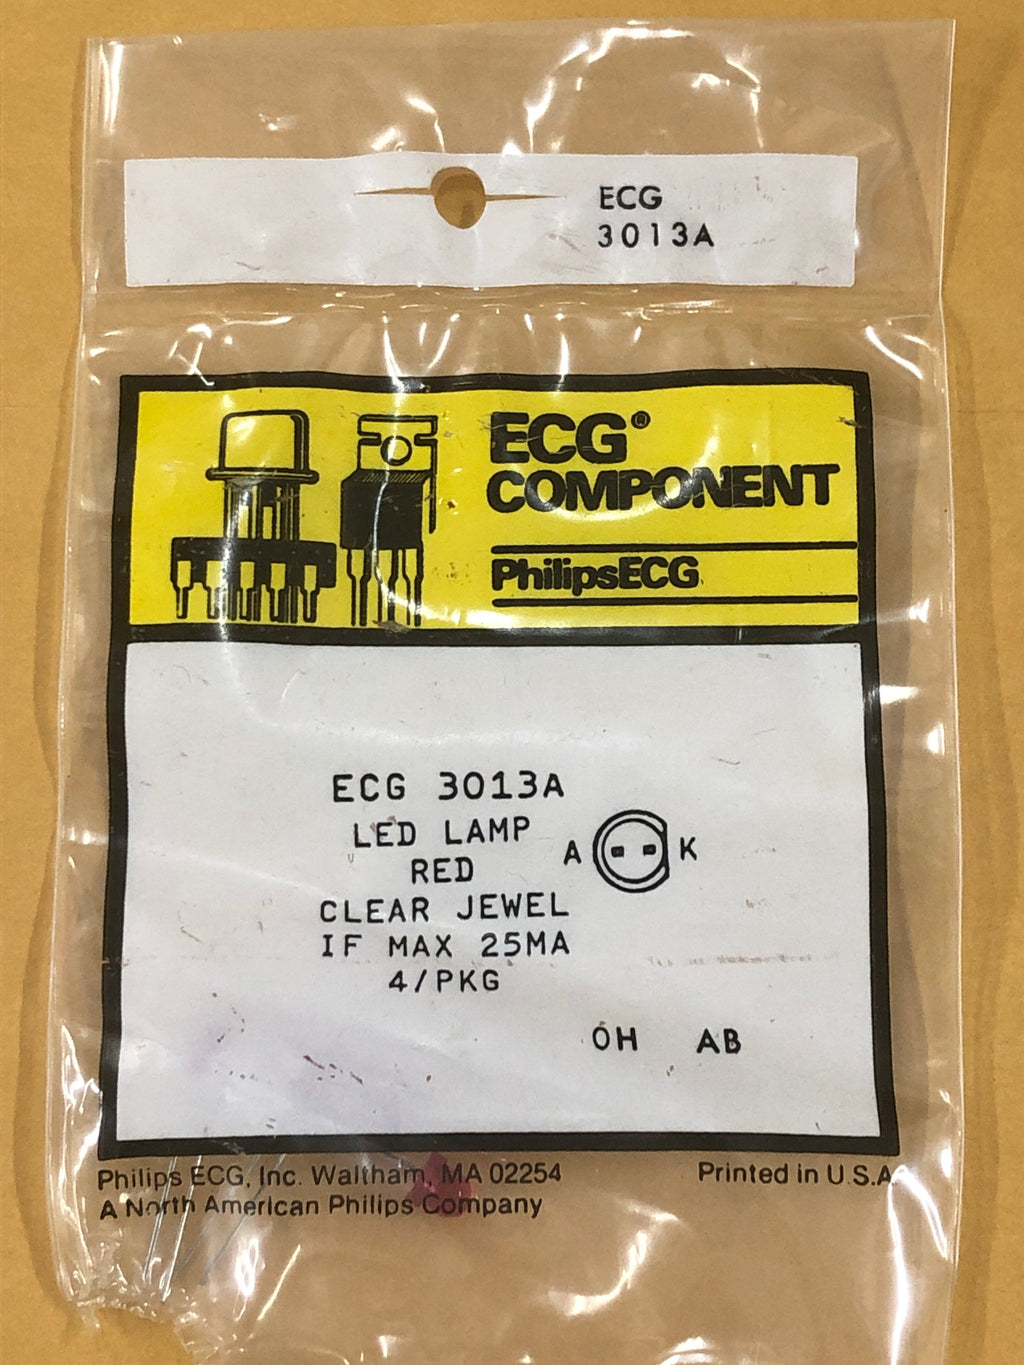 ECG
3013A
ECG®
COMPONENT
PhilipsECG
ECG 3013A
LED LAMP
RED
CLEAR JEWEL
IF MAX 25MA
4/PKG
A K
OH AB
Philips ECG, Inc. Waltham, MA 02254
A North American Philips Company
Printed in U.S.A.